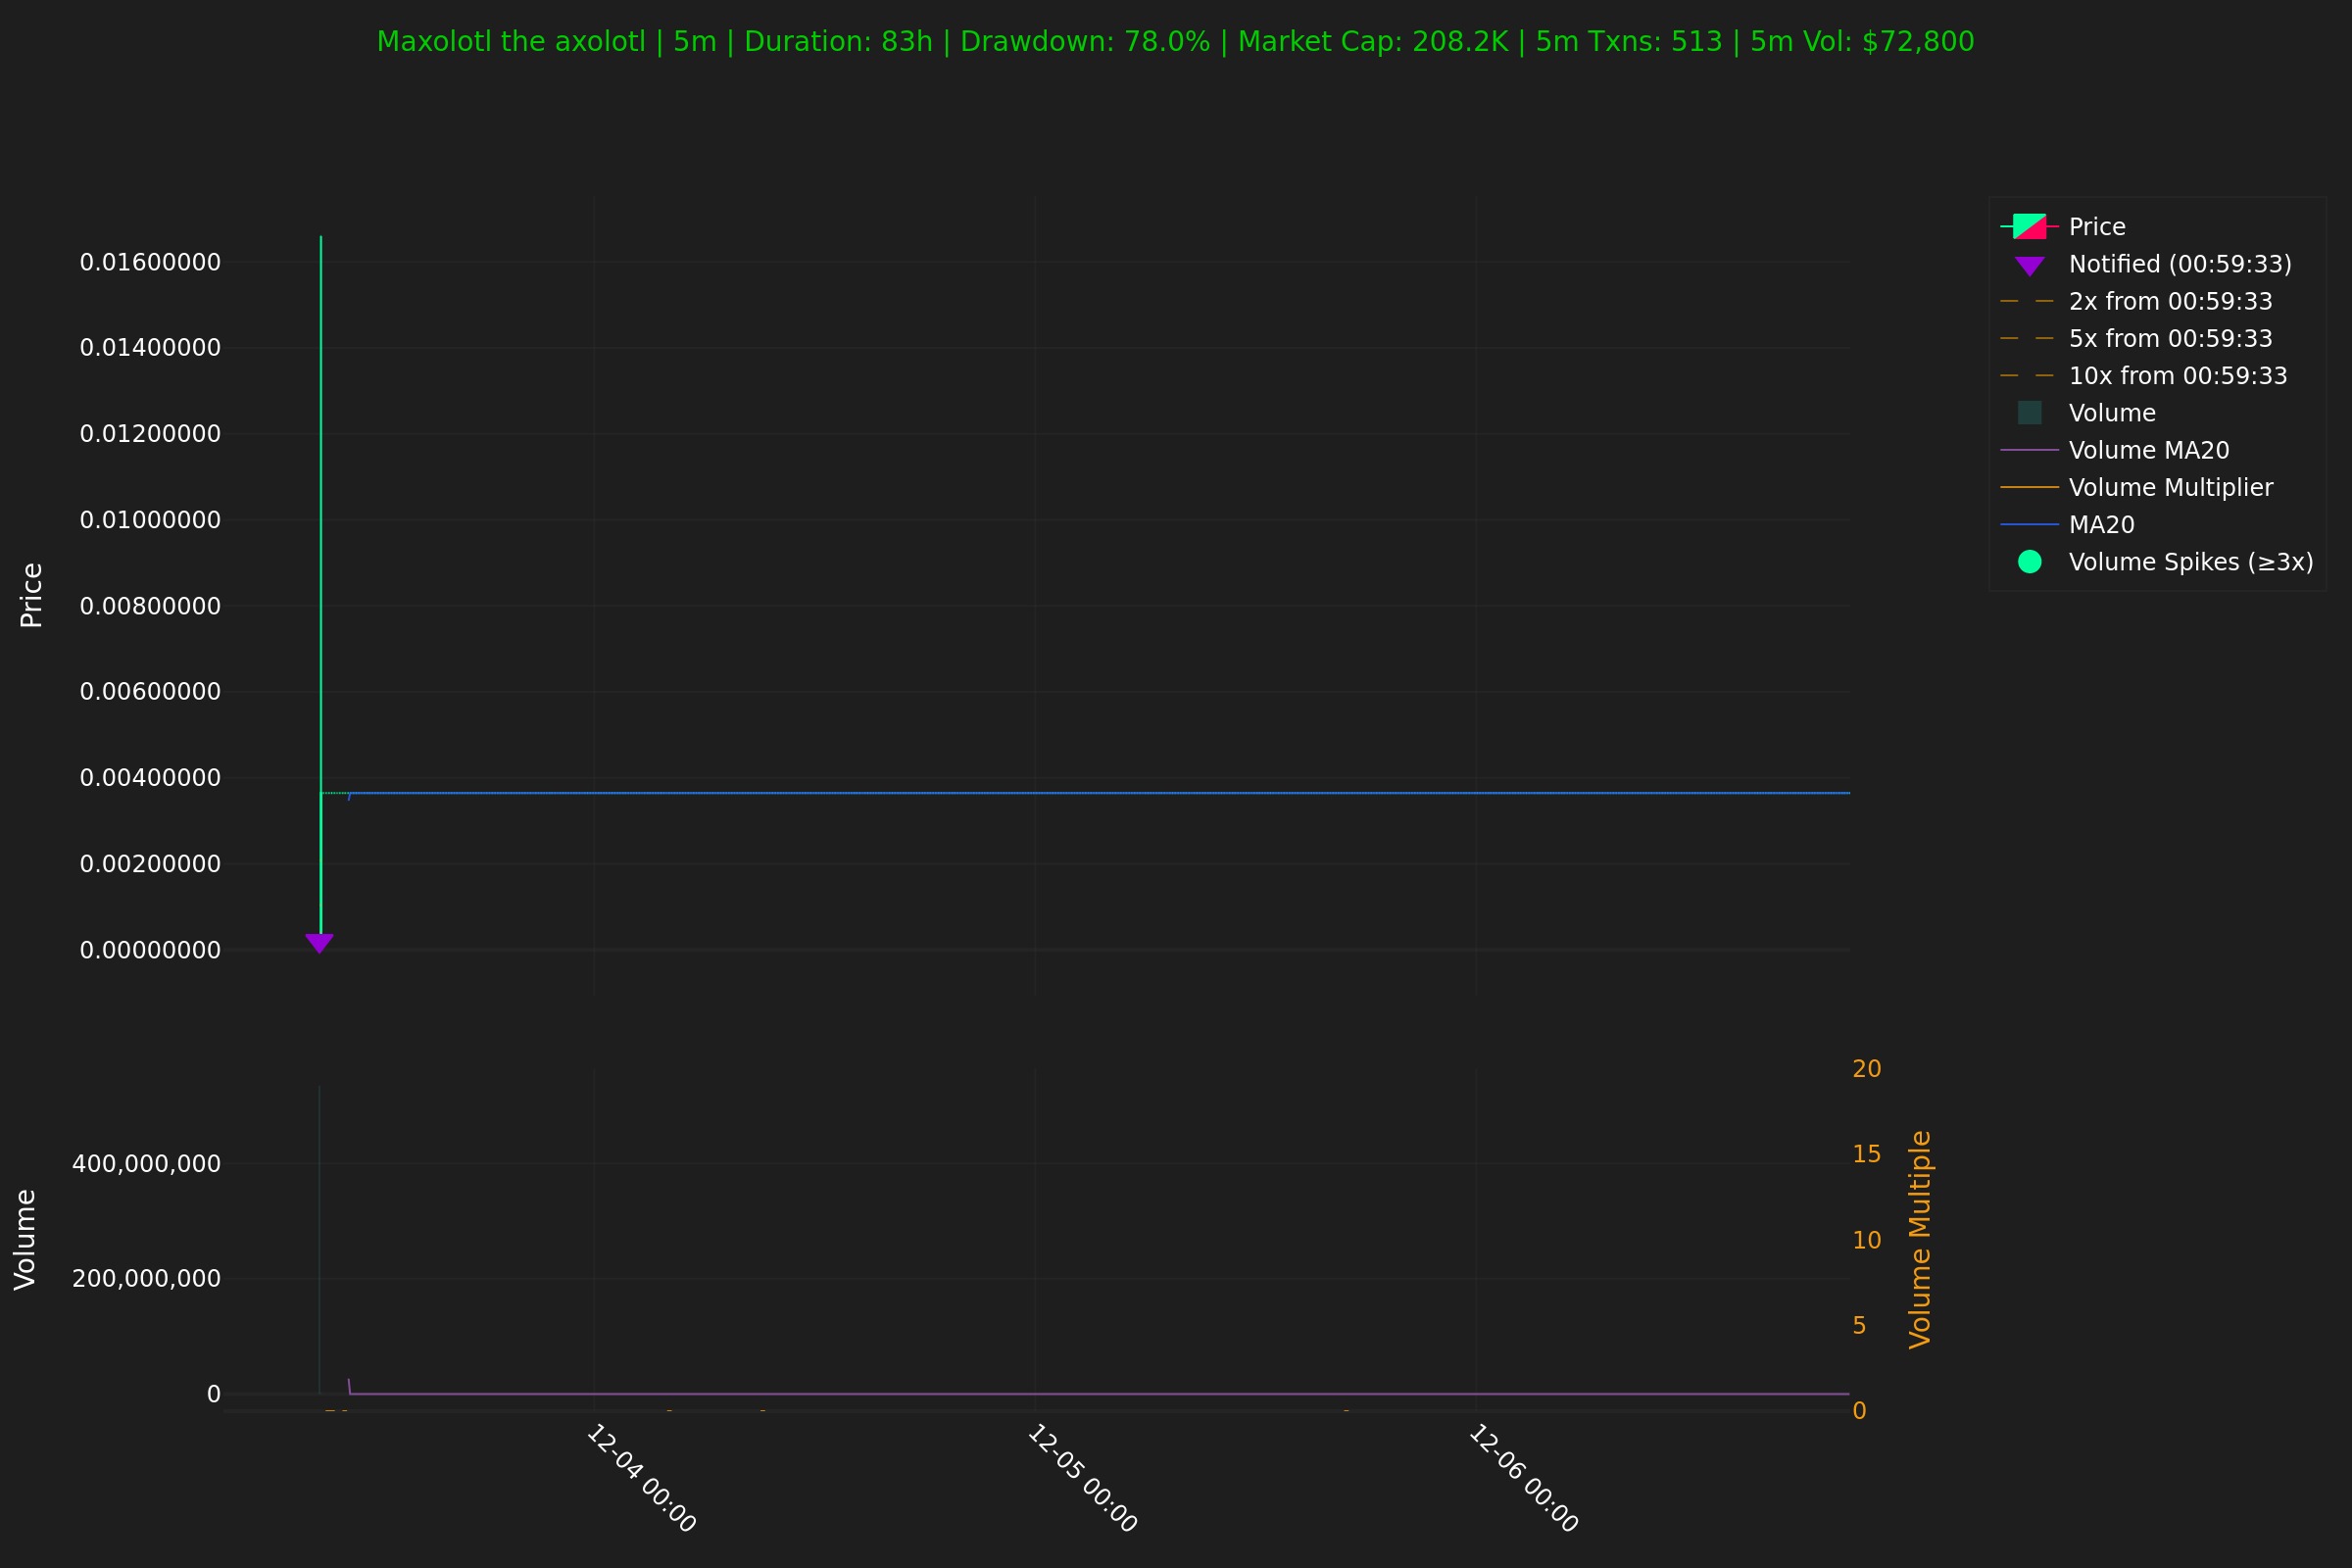 Maxolotl the axolotl | 5m | Duration: 83h | Drawdown: 78.0% | Market Cap: 208.2K | 5m Txns: 513 | 5m Vol: $72,800
Price
0.01600000
0.01400000
0.01200000
0.01000000
0.00800000
0.00600000
0.00400000
0.00200000
0.00000000
Price
Notified (00:59:33)
2x from 00:59:33
5x from 00:59:33
10x from 00:59:33
Volume
Volume MA20
Volume Multiplier
MA20
Volume Spikes (≥3x)
Volume
400,000,000
200,000,000
0
20
15
10
5
0
Volume Multiple
12-04 00:00
12-05 00:00
12-06 00:00